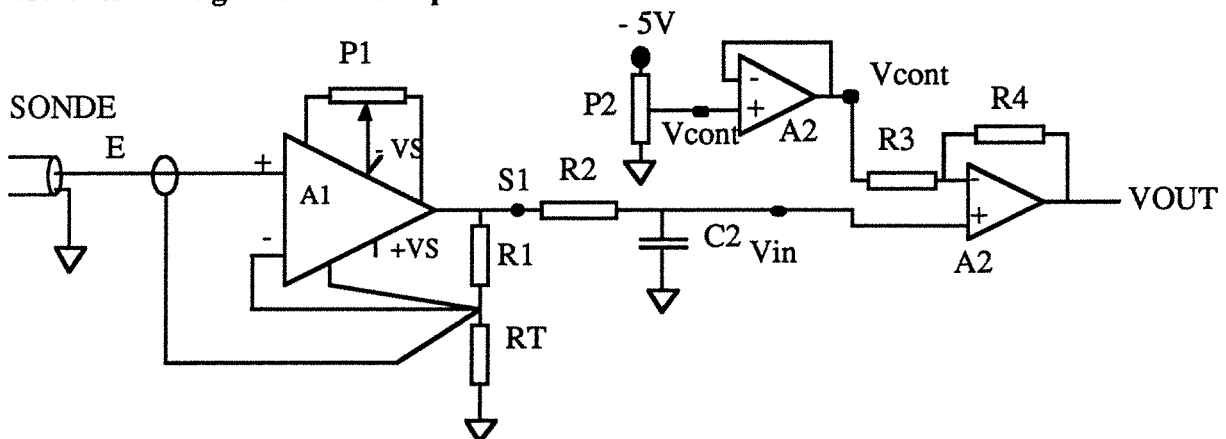 - 5V
P1
Vcont
SONDE
P2
R4
E
Vcont
A2
R3
- VS
A1
S1
R2
VOUT
+VS
R1
C2
Vin
A2
RT